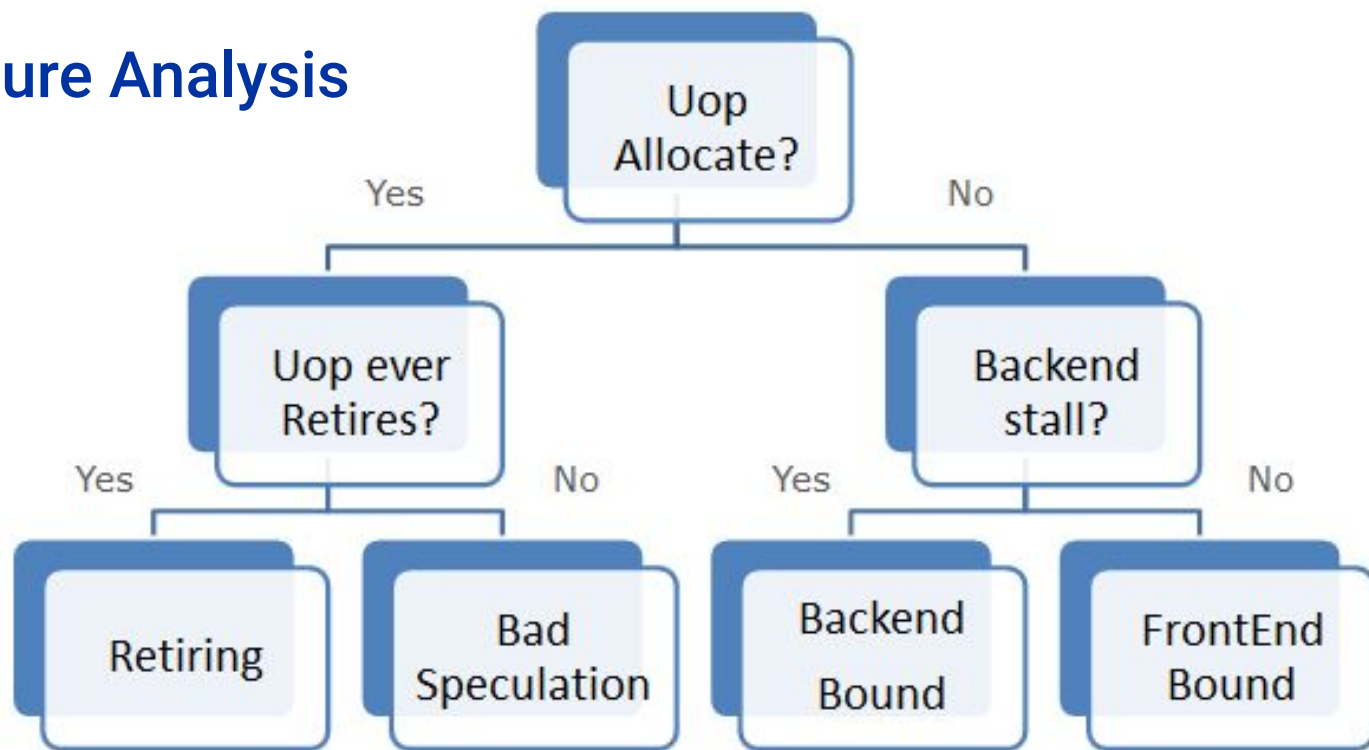 ure Analysis
Uop
Allocate?
Yes
No
Uop ever
Retires?
Backend
stall?
Yes
No
Yes
No
Retiring
Bad
Speculation
Backend
Bound
FrontEnd
Bound